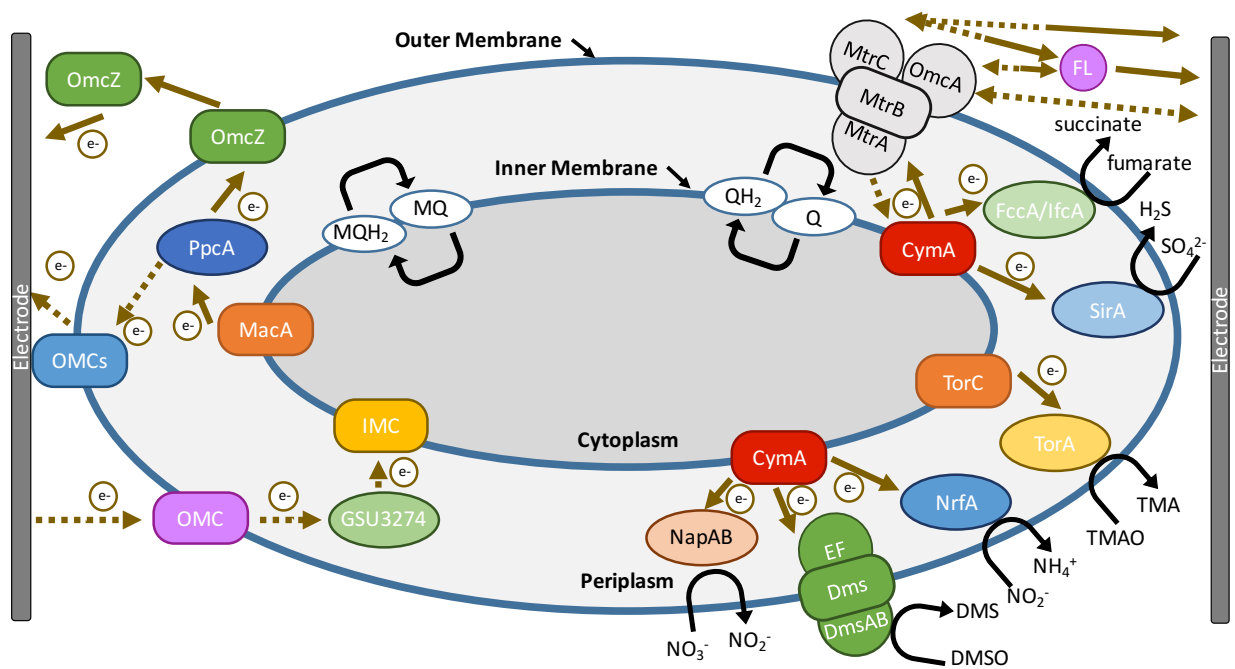 Outer Membrane
MtrC
OmcA
MtrB
MtrA
FL
OmcZ
e-
OmcZ
e-
PpcA
e-
e-
e-
OMCs
MacA
Electrode
Inner Membrane
MQ
MQH₂
QH₂
Q
e-
e-
CymA
FccA/IfcA
succinate
fumarate
H₂S
SO₄²⁻
e-
SirA
Electrode
TorC
e-
TorA
TMA
TMAO
IMC
e-
Cytoplasm
CymA
e-
e-
e-
NrfA
NH₄⁺
NO₂⁻
e-
OMC
e-
GSU3274
NapAB
Periplasm
NO₃⁻
NO₂⁻
EF
Dms
DmsAB
DMS
DMSO